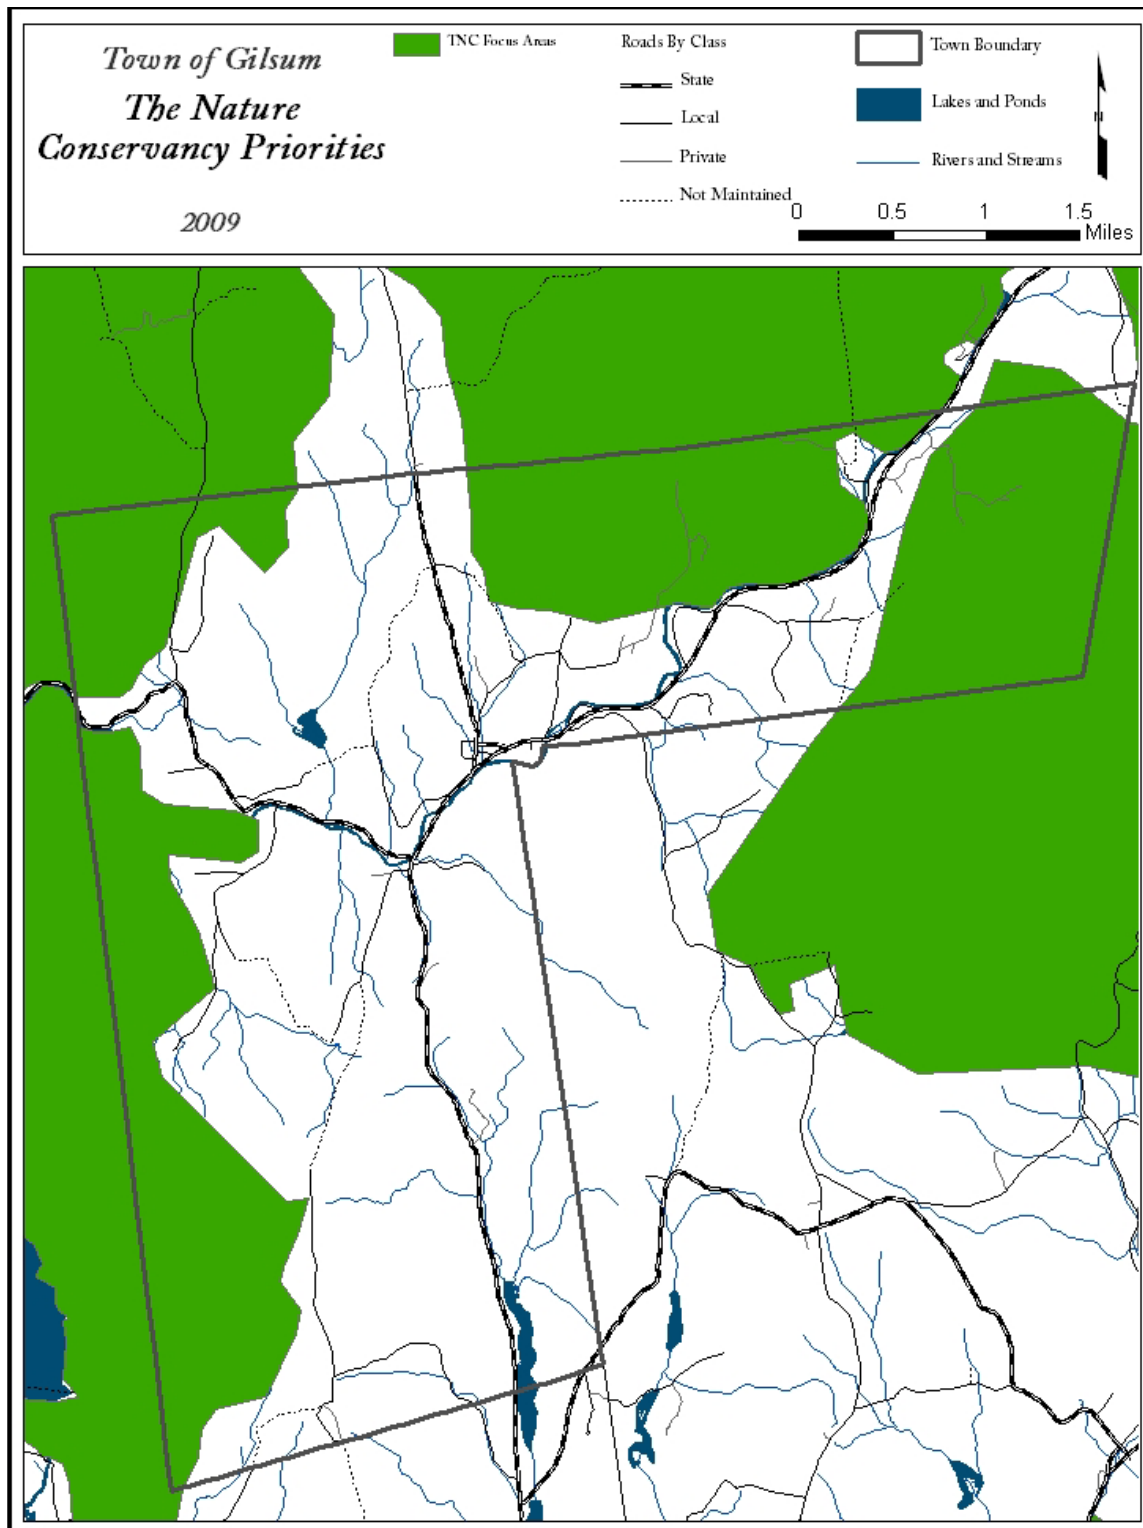 Town of Gilsum
The Nature
Conservancy Priorities
2009
TNC Focus Areas
Roads By Class
State
Local
Private
Not Maintained
Town Boundary
Lakes and Ponds
Rivers and Streams
N
0 0.5 1 1.5
Miles